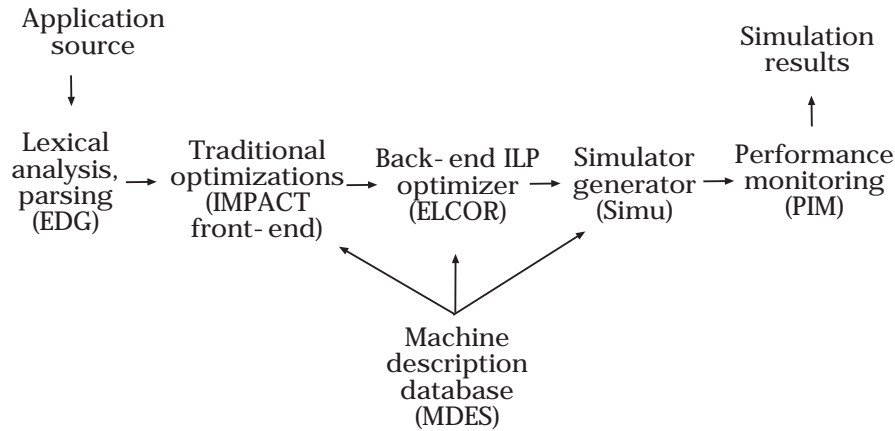 Application
source
Simulation
results
Lexical
analysis,
parsing
(EDG)
Traditional
optimizations
(IMPACT
front-end)
Back-end ILP
optimizer
(ELCOR)
Simulator
generator
(Simu)
Performance
monitoring
(PIM)
Machine
description
database
(MDES)